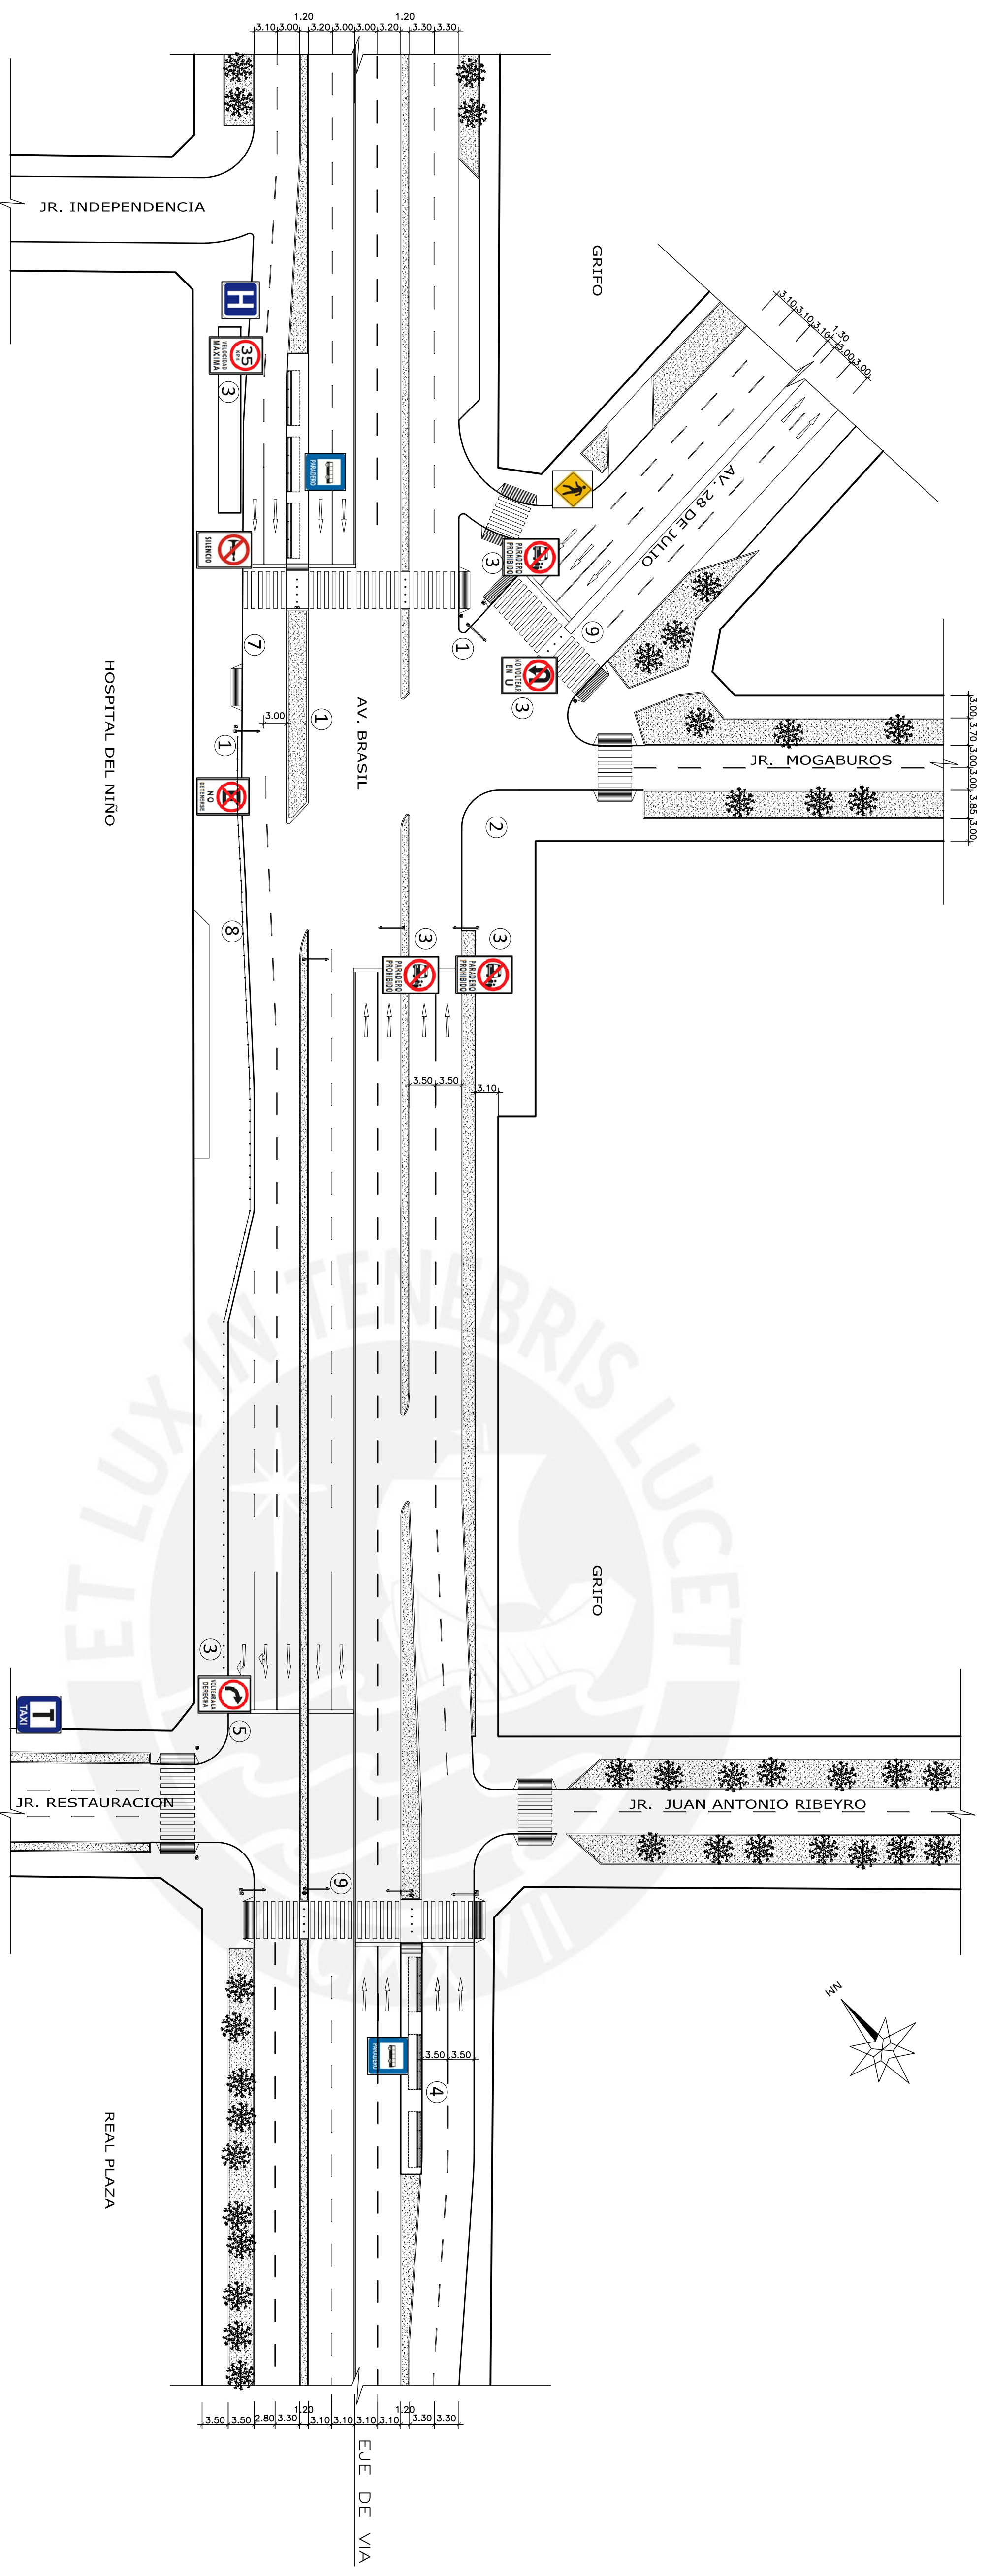 1.20
1.20
3.10 3.00 3.20 3.00 3.00 3.20 3.30 3.30
JR. INDEPENDENCIA
GRIFO
3.10 3.10 3.10 1.30 3.00 3.00
H
35
KPH
VELOCIDAD
MAXIMA
3
PARADERO
AV. 28 DE JULIO
SILENCIO
PARADERO
PROHIBIDO
3
9
1
7
NO VOLTEAR
EN U
3
HOSPITAL DEL NIÑO
AV. BRASIL
3.00
1
1
3.00 3.70 3.00 3.00 3.85 3.00
JR. MOGABUROS
NO
DETENERSE
2
8
3
3
PARADERO
PROHIBIDO
PARADERO
PROHIBIDO
3.50 3.50
3.10
ET LUX IN TENEBRIS LUCET
GRIFO
3
VOLTEAR A LA
DERECHA
5
T
TAXI
JR. RESTAURACION
JR. JUAN ANTONIO RIBEYRO
9
NM
PARADERO
3.50 3.50
4
REAL PLAZA
1.20
1.20
3.50 3.50 2.80 3.30 3.10 3.10 3.10 3.10 3.30 3.30
EJE DE VIA